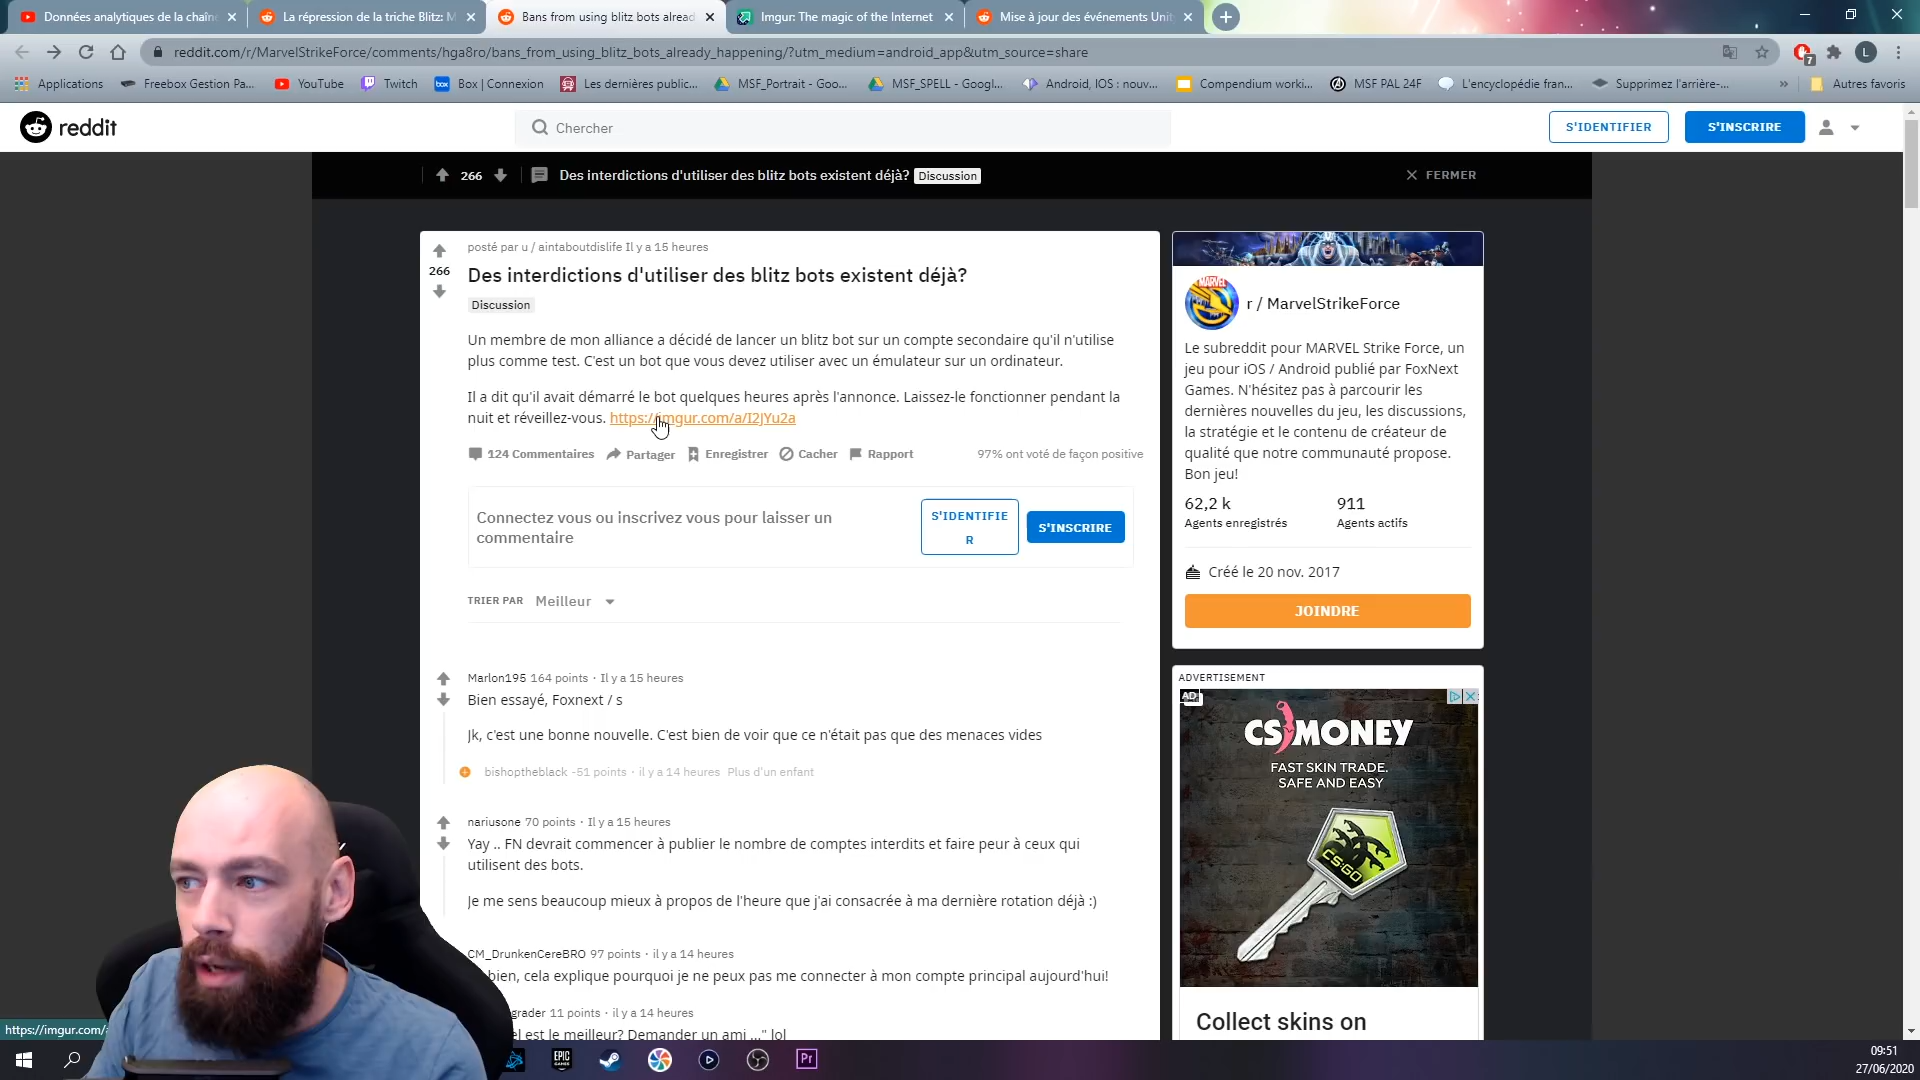 Données analytiques de la chaîn
La répression de la triche Blitz: M
Bans from using blitz bots alread
Imgur: The magic of the Internet
Mise à jour des événements Unit
reddit.com/r/MarvelStrikeForce/comments/hga8ro/bans_from_using_blitz_bots_already_happening/?utm_medium=android_app&utm_source=share
7
L
Applications
Freebox Gestion Pa...
YouTube
Twitch
box
Box | Connexion
Les dernières public...
MSF_Portrait - Goo...
MSF_SPELL - Googl...
Android, IOS : nouv...
Compendium worki...
MSF PAL 24F
L'encyclopédie fran...
Supprimez l'arrière-...
»
Autres favoris
reddit
Chercher
S'IDENTIFIER
S'INSCRIRE
266
Des interdictions d'utiliser des blitz bots existent déjà?
Discussion
FERMER
posté par u / aintaboutdislife Il y a 15 heures
266
Des interdictions d'utiliser des blitz bots existent déjà?
Discussion
Un membre de mon alliance a décidé de lancer un blitz bot sur un compte secondaire qu'il n'utilise
plus comme test. C'est un bot que vous devez utiliser avec un émulateur sur un ordinateur.
Il a dit qu'il avait démarré le bot quelques heures après l'annonce. Laissez-le fonctionner pendant la
nuit et réveillez-vous. https://imgur.com/a/I2JYu2a
124 Commentaires
Partager
Enregistrer
Cacher
Rapport
97% ont voté de façon positive
Connectez vous ou inscrivez vous pour laisser un
commentaire
S'IDENTIFIE
R
S'INSCRIRE
TRIER PAR
Meilleur
Marlon195 164 points · Il y a 15 heures
Bien essayé, Foxnext / s
Jk, c'est une bonne nouvelle. C'est bien de voir que ce n'était pas que des menaces vides
bishoptheblack -51 points · il y a 14 heures Plus d'un enfant
nariusone 70 points · Il y a 15 heures
Yay .. FN devrait commencer à publier le nombre de comptes interdits et faire peur à ceux qui
utilisent des bots.
Je me sens beaucoup mieux à propos de l'heure que j'ai consacrée à ma dernière rotation déjà :)
CM_DrunkenCereBRO 97 points · il y a 14 heures
bien, cela explique pourquoi je ne peux pas me connecter à mon compte principal aujourd'hui!
grader 11 points · il y a 14 heures
el est le meilleur? Demander un ami ..." lol
MARVEL
r / MarvelStrikeForce
Le subreddit pour MARVEL Strike Force, un
jeu pour iOS / Android publié par FoxNext
Games. N'hésitez pas à parcourir les
dernières nouvelles du jeu, les discussions,
la stratégie et le contenu de créateur de
qualité que notre communauté propose.
Bon jeu!
62,2 k
911
Agents enregistrés
Agents actifs
Créé le 20 nov. 2017
JOINDRE
ADVERTISEMENT
AD
CS MONEY
FAST SKIN TRADE.
SAFE AND EASY
CS:GO
Collect skins on
https://imgur.com/a
EPIC
GAMES
Pr
09:51
27/06/2020